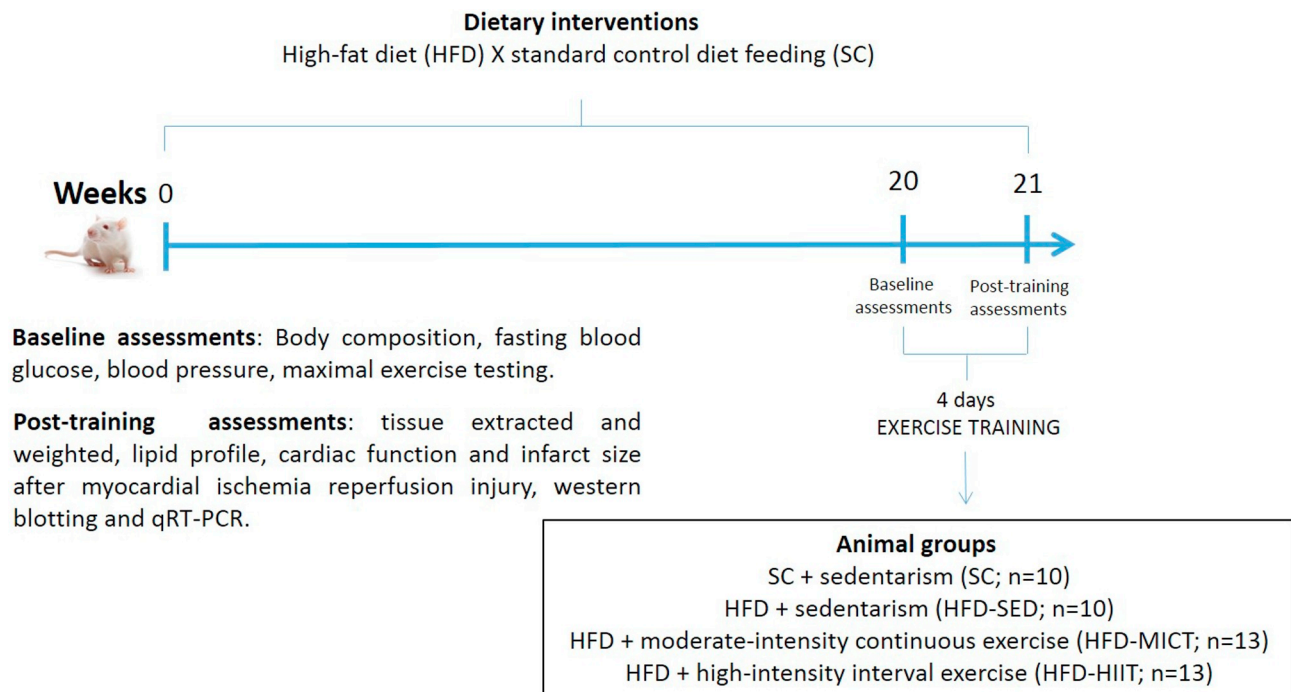 Dietary interventions
High-fat diet (HFD) X standard control diet feeding (SC)
Weeks 0
20
21
Baseline
assessments
Post-training
assessments
Baseline assessments: Body composition, fasting blood
glucose, blood pressure, maximal exercise testing.
Post-training assessments: tissue extracted and
weighted, lipid profile, cardiac function and infarct size
after myocardial ischemia reperfusion injury, western
blotting and qRT-PCR.
4 days
EXERCISE TRAINING
Animal groups
SC + sedentarism (SC; n=10)
HFD + sedentarism (HFD-SED; n=10)
HFD + moderate-intensity continuous exercise (HFD-MICT; n=13)
HFD + high-intensity interval exercise (HFD-HIIT; n=13)